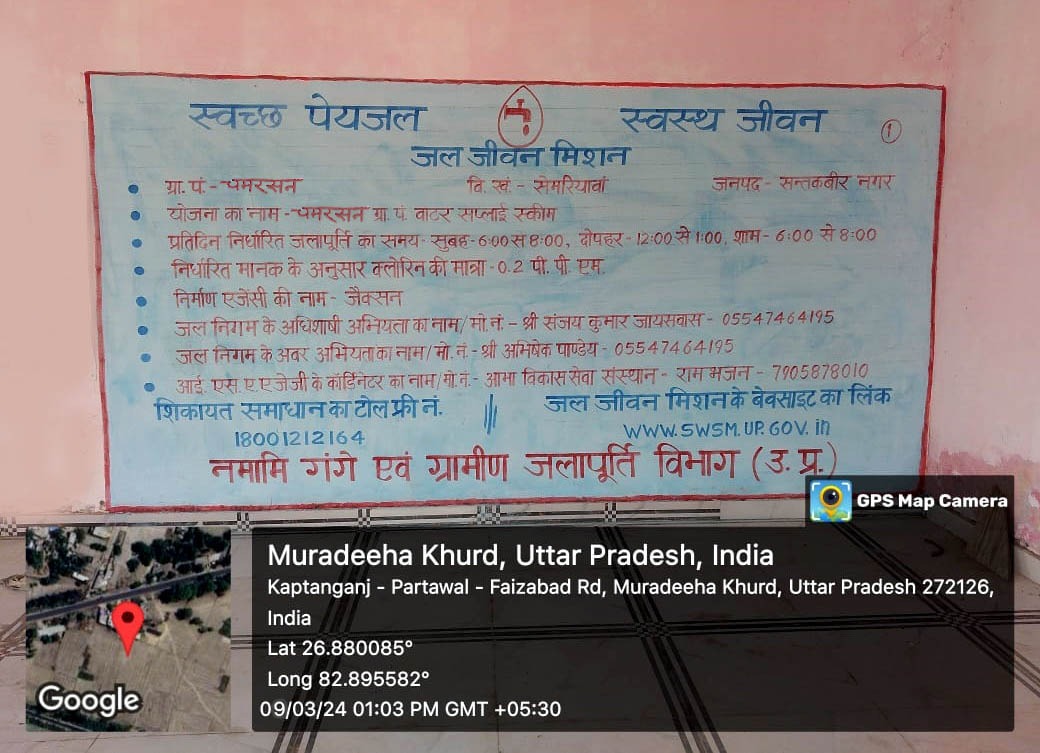 स्वच्छ पेयजल स्वस्थ जीवन
1
जल जीवन मिशन
ग्रा. पं.- चमरसन वि. खं - सेमरियावां जनपद - सन्तकबीर नगर
योजना का नाम - चमरसन ग्रा. पं. वाटर सप्लाई स्कीम
प्रतिदिन निर्धारित जलापूर्ति का समय - सुबह - 6:00 से 8:00, दोपहर - 12:00 से 1:00, शाम - 6:00 से 8:00
निर्धारित मानक के अनुसार क्लोरिन की मात्रा - 0.2 पी. पी. एम.
निर्माण एजेंसी की नाम - जैक्सन
जल निगम के अधिशाषी अभियता का नाम/ मो. नं. - श्री संजय कुमार जायसवास - 05547464195
जल निगम के अवर अभियता का नाम/ मो. नं. - श्री अभिषेक पाण्डेय - 05547464195
आई. एस. ए. एजेजी के कॉर्डिनेटर का नाम/मो. नं. - आभा विकास सेवा संस्थान - राम भजन - 7905878010
शिकायत समाधान का टोल फ्री नं. // जल जीवन मिशन के बेवसाइट का लिंक
18001212164 WWW.SWSM.UP.GOV.in
नमामि गंगे एवं ग्रामीण जलापूर्ति विभाग (उ. प्र.)
GPS Map Camera
Muradeeha Khurd, Uttar Pradesh, India
Kaptanganj - Partawal - Faizabad Rd, Muradeeha Khurd, Uttar Pradesh 272126,
India
Lat 26.880085°
Long 82.895582°
09/03/24 01:03 PM GMT +05:30
Google